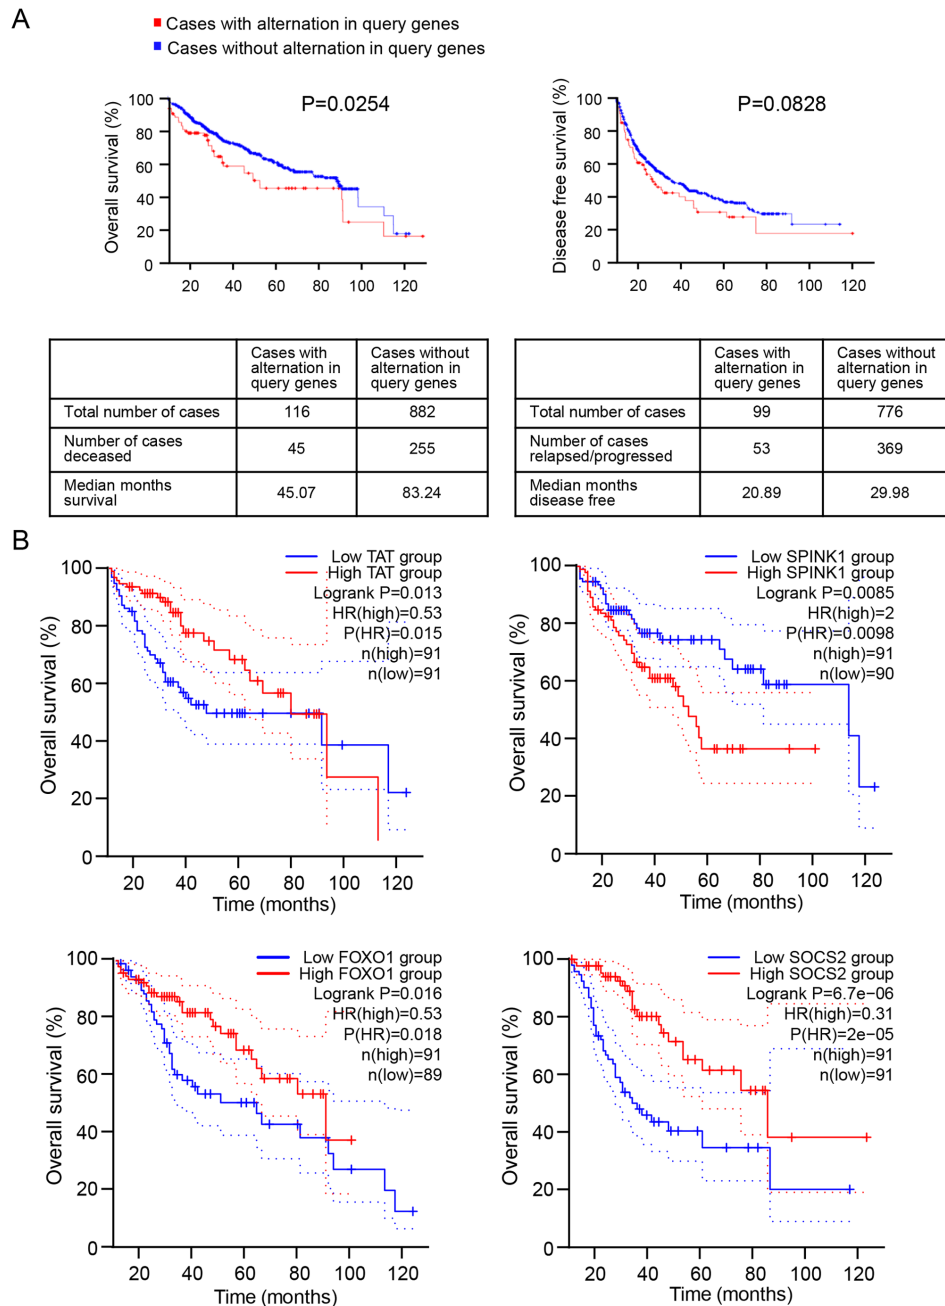 A
Cases with alternation in query genes
Cases without alternation in query genes
P=0.0254
Overall survival (%)
100
80
60
40
20
0
20 40 60 80 100 120
P=0.0828
Disease free survival (%)
100
80
60
40
20
0
20 40 60 80 100 120
Cases with alternation in query genes
Cases without alternation in query genes
Total number of cases 116 882
Number of cases deceased 45 255
Median months survival 45.07 83.24
Cases with alternation in query genes
Cases without alternation in query genes
Total number of cases 99 776
Number of cases relapsed/progressed 53 369
Median months disease free 20.89 29.98
B
Low TAT group
High TAT group
Logrank P=0.013
HR(high)=0.53
P(HR)=0.015
n(high)=91
n(low)=91
Overall survival (%)
100
80
60
40
20
0
20 40 60 80 100 120
Time (months)
Low SPINK1 group
High SPINK1 group
Logrank P=0.0085
HR(high)=2
P(HR)=0.0098
n(high)=91
n(low)=90
Overall survival (%)
100
80
60
40
20
0
20 40 60 80 100 120
Time (months)
Low FOXO1 group
High FOXO1 group
Logrank P=0.016
HR(high)=0.53
P(HR)=0.018
n(high)=91
n(low)=89
Overall survival (%)
100
80
60
40
20
0
20 40 60 80 100 120
Time (months)
Low SOCS2 group
High SOCS2 group
Logrank P=6.7e−06
HR(high)=0.31
P(HR)=2e−05
n(high)=91
n(low)=91
Overall survival (%)
100
80
60
40
20
0
20 40 60 80 100 120
Time (months)